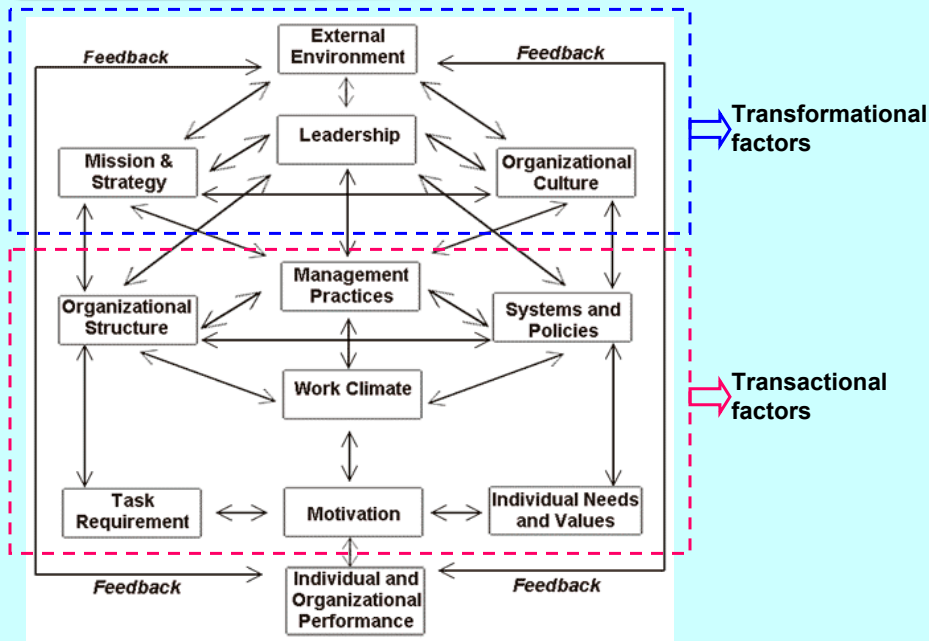 External
Environment
Feedback
Feedback
Leadership
Mission &
Strategy
Organizational
Culture
Transformational
factors
Management
Practices
Organizational
Structure
Systems and
Policies
Work Climate
Transactional
factors
Task
Requirement
Motivation
Individual Needs
and Values
Feedback
Individual and
Organizational
Performance
Feedback